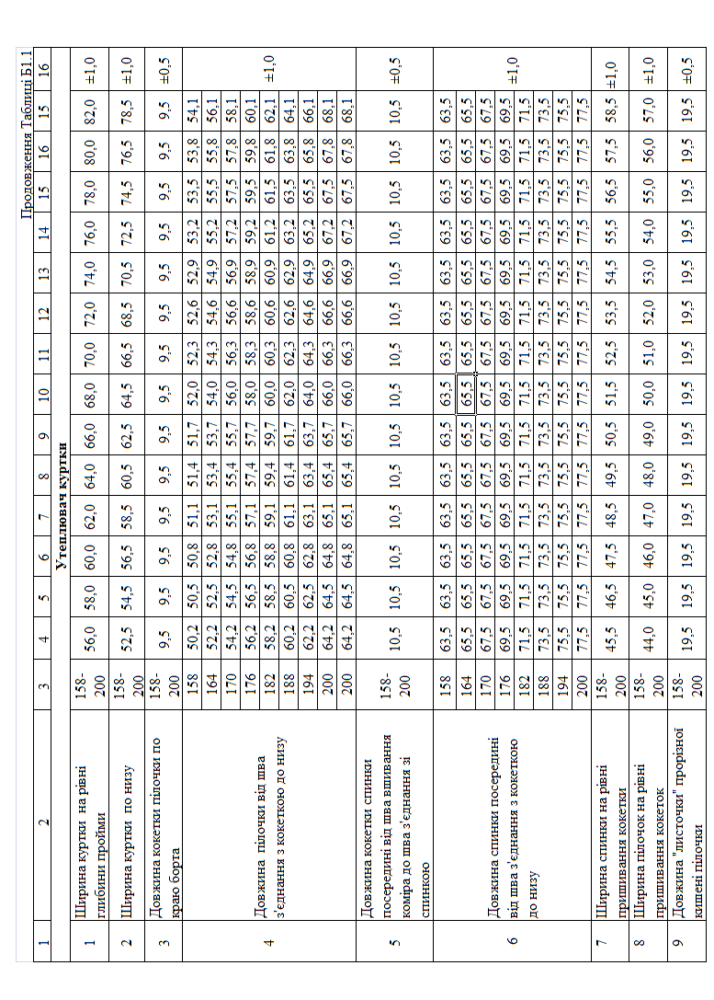 Продовження Таблиці Б1.1
1 2 3 4 5 6 7 8 9 10 11 12 13 14 15 16 15 16
Утеплювач куртки
1 Ширина куртки на рівні глибини пройми 158-200 56,0 58,0 60,0 62,0 64,0 66,0 68,0 70,0 72,0 74,0 76,0 78,0 80,0 82,0 ±1,0
2 Ширина куртки по низу 158-200 52,5 54,5 56,5 58,5 60,5 62,5 64,5 66,5 68,5 70,5 72,5 74,5 76,5 78,5 ±1,0
3 Довжина кокетки пілочки по краю борта 158-200 9,5 9,5 9,5 9,5 9,5 9,5 9,5 9,5 9,5 9,5 9,5 9,5 9,5 9,5 ±0,5
4 Довжина пілочки від шва з'єднання з кокеткою до низу ±1,0
158 50,2 50,5 50,8 51,1 51,4 51,7 52,0 52,3 52,6 52,9 53,2 53,5 53,8 54,1
164 52,2 52,5 52,8 53,1 53,4 53,7 54,0 54,3 54,6 54,9 55,2 55,5 55,8 56,1
170 54,2 54,5 54,8 55,1 55,4 55,7 56,0 56,3 56,6 56,9 57,2 57,5 57,8 58,1
176 56,2 56,5 56,8 57,1 57,4 57,7 58,0 58,3 58,6 58,9 59,2 59,5 59,8 60,1
182 58,2 58,5 58,8 59,1 59,4 59,7 60,0 60,3 60,6 60,9 61,2 61,5 61,8 62,1
188 60,2 60,5 60,8 61,1 61,4 61,7 62,0 62,3 62,6 62,9 63,2 63,5 63,8 64,1
194 62,2 62,5 62,8 63,1 63,4 63,7 64,0 64,3 64,6 64,9 65,2 65,5 65,8 66,1
200 64,2 64,5 64,8 65,1 65,4 65,7 66,0 66,3 66,6 66,9 67,2 67,5 67,8 68,1
200 64,2 64,5 64,8 65,1 65,4 65,7 66,0 66,3 66,6 66,9 67,2 67,5 67,8 68,1
5 Довжина кокетки спинки посередині від шва вшивання коміра до шва з'єднання зі спинкою 158-200 10,5 10,5 10,5 10,5 10,5 10,5 10,5 10,5 10,5 10,5 10,5 10,5 10,5 10,5 ±0,5
6 Довжина спинки посередині від шва з'єднання з кокеткою до низу ±1,0
158 63,5 63,5 63,5 63,5 63,5 63,5 63,5 63,5 63,5 63,5 63,5 63,5 63,5 63,5
164 65,5 65,5 65,5 65,5 65,5 65,5 65,5 65,5 65,5 65,5 65,5 65,5 65,5 65,5
170 67,5 67,5 67,5 67,5 67,5 67,5 67,5 67,5 67,5 67,5 67,5 67,5 67,5 67,5
176 69,5 69,5 69,5 69,5 69,5 69,5 69,5 69,5 69,5 69,5 69,5 69,5 69,5 69,5
182 71,5 71,5 71,5 71,5 71,5 71,5 71,5 71,5 71,5 71,5 71,5 71,5 71,5 71,5
188 73,5 73,5 73,5 73,5 73,5 73,5 73,5 73,5 73,5 73,5 73,5 73,5 73,5 73,5
194 75,5 75,5 75,5 75,5 75,5 75,5 75,5 75,5 75,5 75,5 75,5 75,5 75,5 75,5
200 77,5 77,5 77,5 77,5 77,5 77,5 77,5 77,5 77,5 77,5 77,5 77,5 77,5 77,5
7 Ширина спинки на рівні пришивання кокетки 158-200 45,5 46,5 47,5 48,5 49,5 50,5 51,5 52,5 53,5 54,5 55,5 56,5 57,5 58,5 ±1,0
8 Ширина пілочок на рівні пришивання кокеток 158-200 44,0 45,0 46,0 47,0 48,0 49,0 50,0 51,0 52,0 53,0 54,0 55,0 56,0 57,0 ±1,0
9 Довжина "листочки" прорізної кишені пілочки 158-200 19,5 19,5 19,5 19,5 19,5 19,5 19,5 19,5 19,5 19,5 19,5 19,5 19,5 19,5 ±0,5